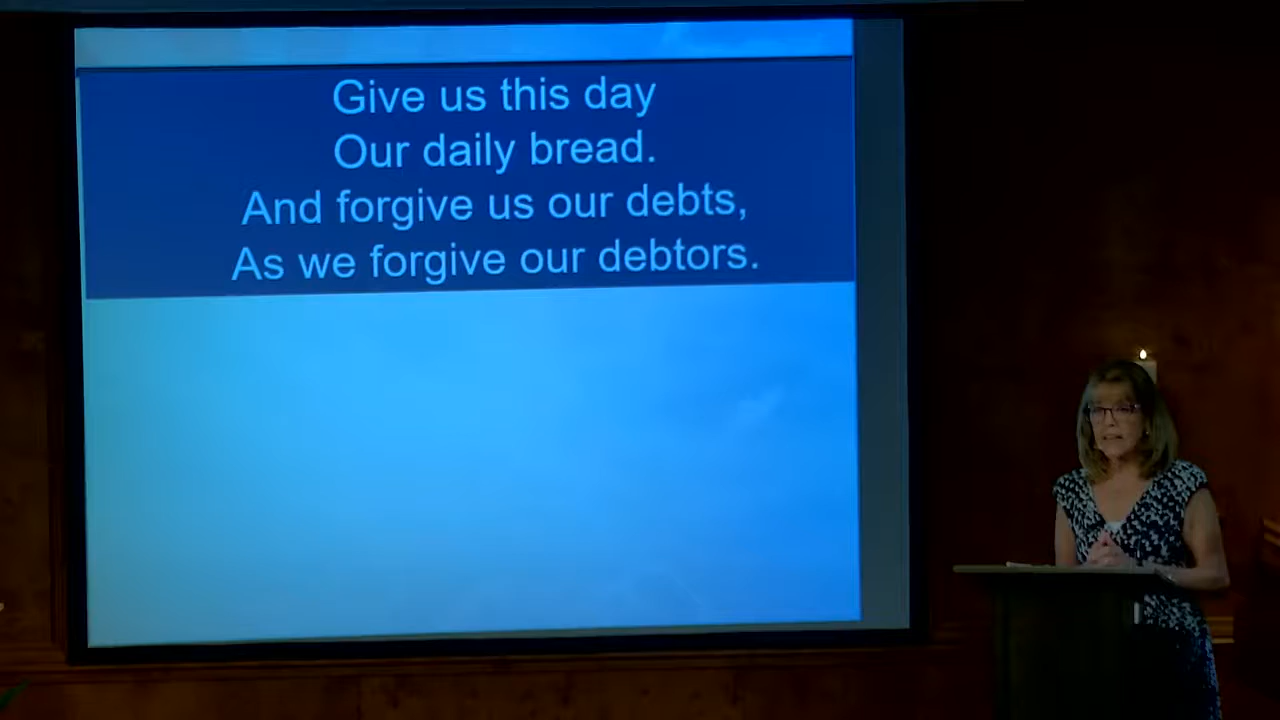 Give us this day
Our daily bread.
And forgive us our debts,
As we forgive our debtors.